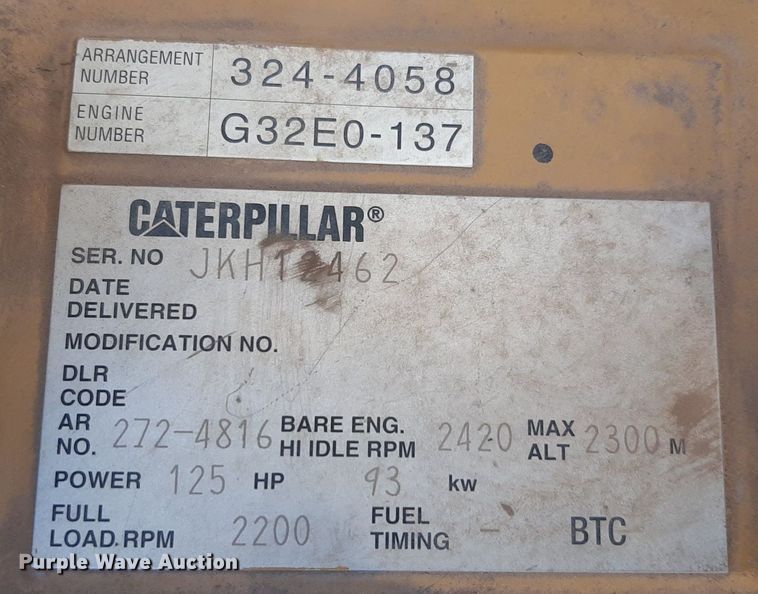 ARRANGEMENT NUMBER 324-4058
ENGINE NUMBER G32E0-137
CATERPILLAR®
SER. NO JKH12462
DATE
DELIVERED
MODIFICATION NO.
DLR
CODE
AR NO. 272-4816 BARE ENG. HI IDLE RPM 2420 MAX ALT 2300 M
POWER 125 HP 93 kw
FULL LOAD RPM 2200 FUEL TIMING - BTC
Purple Wave Auction